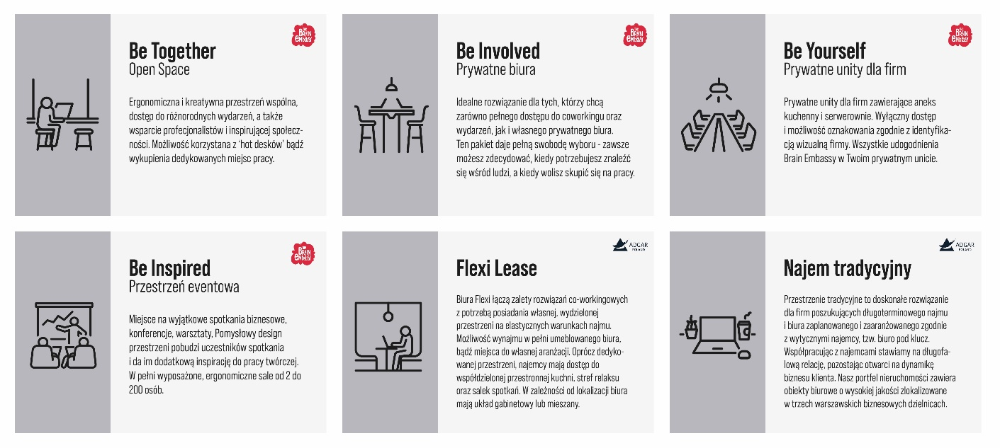 THE
BRAIN
EMBASSY
Be Together
Open Space
Ergonomiczna i kreatywna przestrzeń wspólna,
dostęp do różnorodnych wydarzeń, a także
wsparcie profecjonalistów i inspirującej społecz-
ności. Możliwość korzystana z 'hot desków' bądź
wykupienia dedykowanych miejsc pracy.
THE
BRAIN
EMBASSY
Be Involved
Prywatne biura
Idealne rozwiązanie dla tych, którzy chcą
zarówno pełnego dostępu do coworkingu oraz
wydarzeń, jak i własnego prywatnego biura.
Ten pakiet daje pełną swobodę wyboru - zawsze
możesz zdecydować, kiedy potrzebujesz znaleźć
się wśród ludzi, a kiedy wolisz skupić się na pracy.
THE
BRAIN
EMBASSY
Be Yourself
Prywatne unity dla firm
Prywatne unity dla firm zawierające aneks
kuchenny i serwerownie. Wyłączny dostęp
i możliwość oznakowania zgodnie z identyfika-
cją wizualną firmy. Wszystkie udogodnienia
Brain Embassy w Twoim prywatnym unicie.
THE
BRAIN
EMBASSY
Be Inspired
Przestrzeń eventowa
Miejsce na wyjątkowe spotkania biznesowe,
konferencje, warsztaty. Pomysłowy design
przestrzeni pobudzi uczestników spotkania
i da im dodatkową inspirację do pracy twórczej.
W pełni wyposażone, ergonomiczne sale od 2 do
200 osób.
ADGAR
POLAND
Flexi Lease
Biura Flexi łączą zalety rozwiązań co-workingowych
z potrzebą posiadania własnej, wydzielonej
przestrzeni na elastycznych warunkach najmu.
Możliwość wynajmu w pełni umeblowanego biura,
bądź miejsca do własnej aranżacji. Oprócz dedyko-
wanej przestrzeni, najemcy mają dostęp do
współdzielonej przestronnej kuchni, stref relaksu
oraz salek spotkań. W zależności od lokalizacji biura
mają układ gabinetowy lub mieszany.
ADGAR
POLAND
Najem tradycyjny
Przestrzenie tradycyjne to doskonałe rozwiązanie
dla firm poszukujących długoterminowego najmu
i biura zaplanowanego i zaaranżowanego zgodnie
z wytycznymi najemcy, tzw. biuro pod klucz.
Współpracując z najemcami stawiamy na długofa-
lową relację, pozostając otwarci na dynamikę
biznesu klienta. Nasz portfel nieruchomości zawiera
obiekty biurowe o wysokiej jakości zlokalizowane
w trzech warszawskich biznesowych dzielnicach.